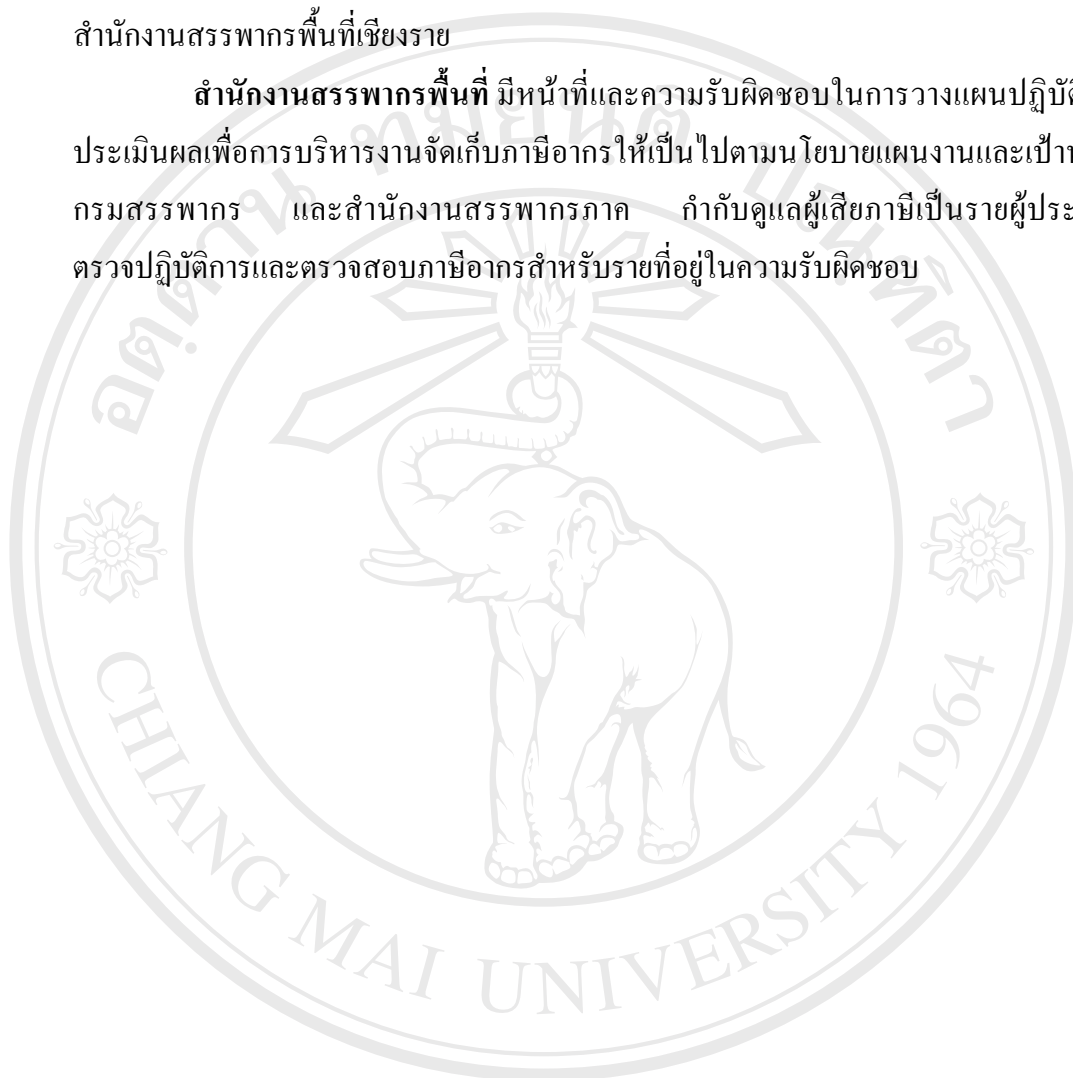 สำนักงานสรรพากรพื้นที่เชียงราย
สำนักงานสรรพากรพื้นที่ มีหน้าที่และความรับผิดชอบในการวางแผนปฏิบัติ
ประเมินผลเพื่อการบริหารงานจัดเก็บภาษีอากรให้เป็นไปตามนโยบายแผนงานและ
กรมสรรพากร และสำนักงานสรรพากรภาค กำกับดูแลผู้เสียภาษีเป็นราย
ตรวจปฏิบัติการและตรวจสอบภาษีอากรสำหรับรายที่อยู่ในความรับผิดชอบ
CHIANG MAI UNIVERSITY 1964